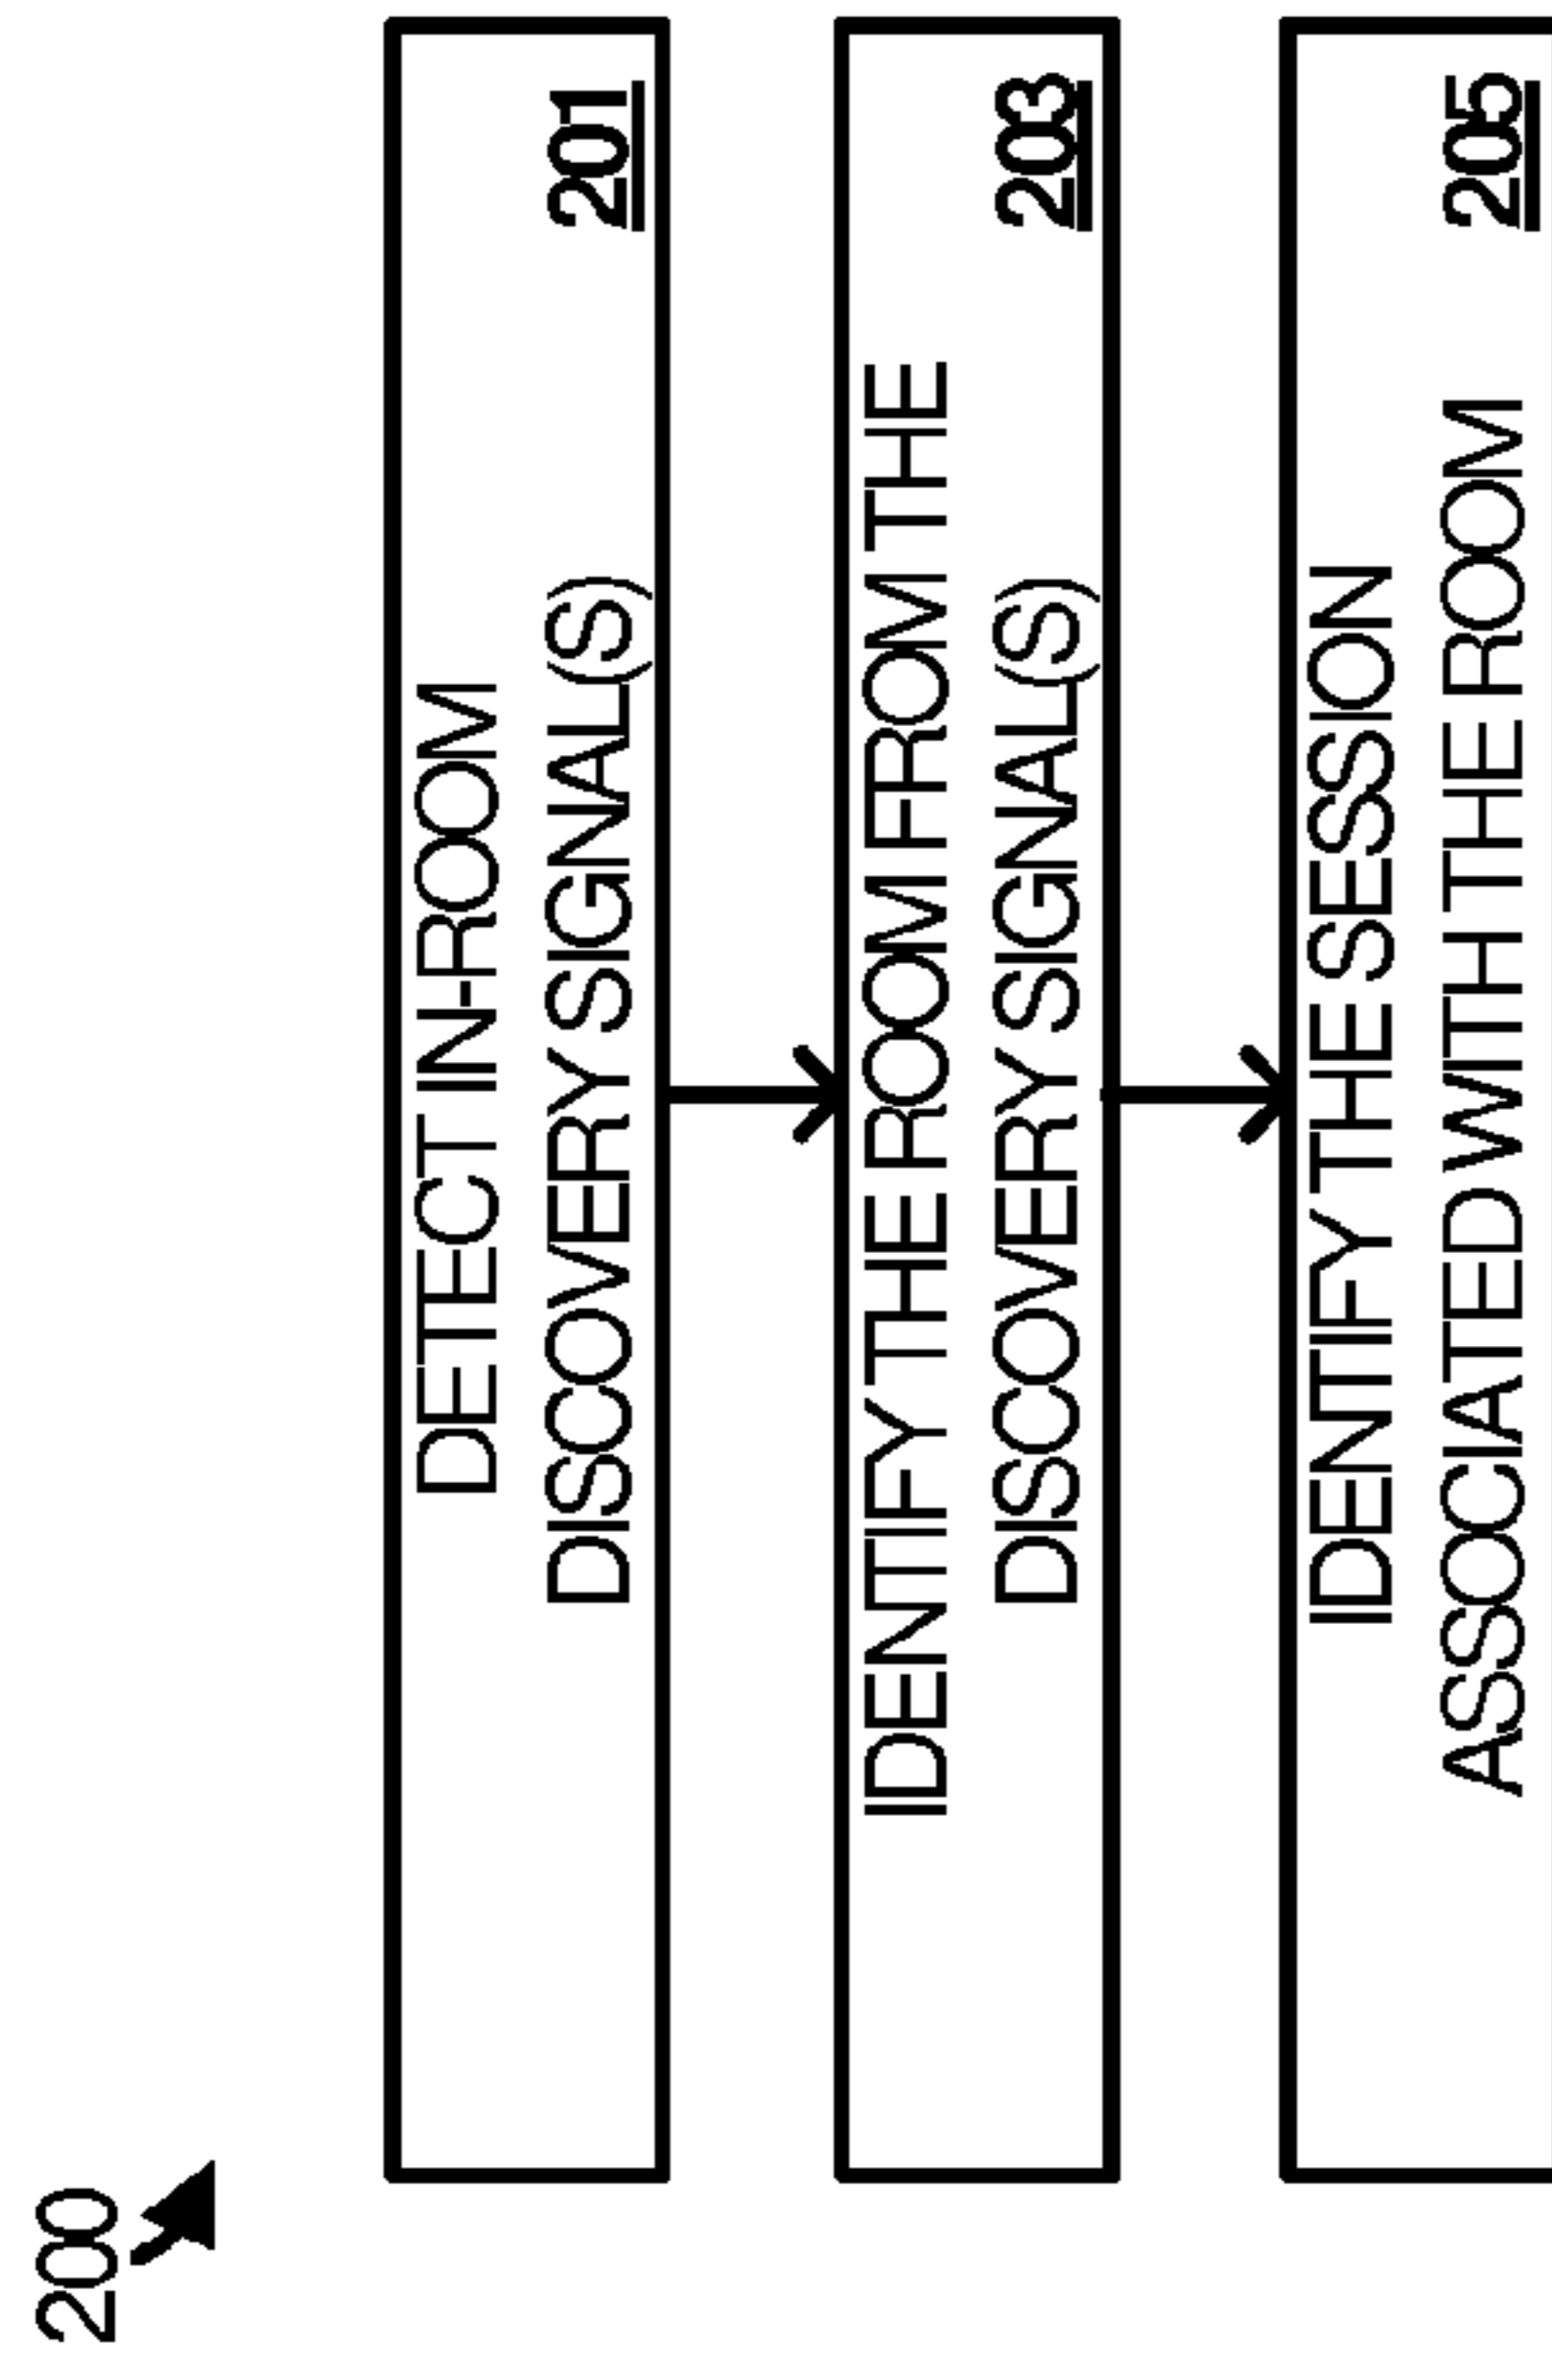 200
DETECT IN-ROOM
DISCOVERY SIGNAL(S)
201
IDENTIFY THE ROOM FROM THE
DISCOVERY SIGNAL(S)
203
IDENTIFY THE SESSION
ASSOCIATED WITH THE ROOM
205